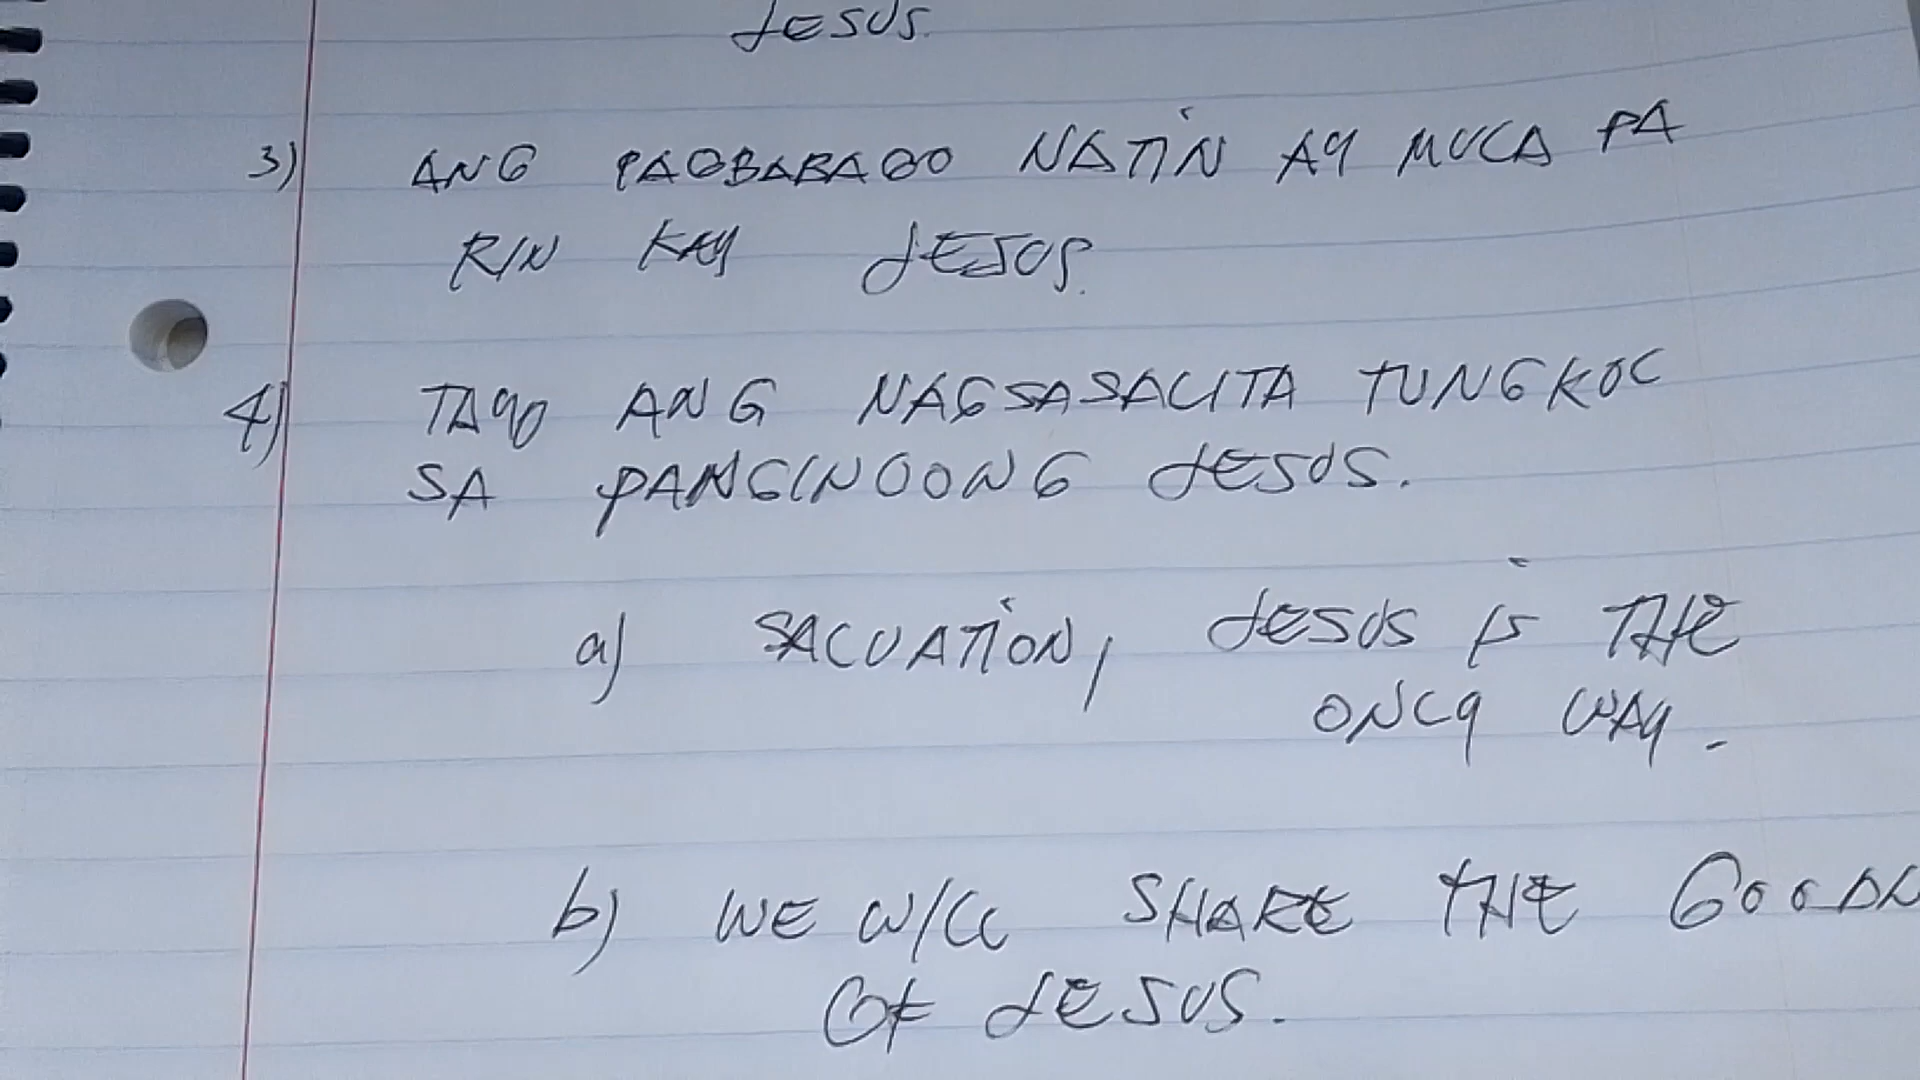 JESUS.
3) ANG PAGBABAGO NATIN AY MULA PA
RIN KAY JESUS.
4) TAYO ANG NAGSASALITA TUNGKOL
SA PANGINOONG JESUS.
a) SALVATION, JESUS IS THE
ONLY WAY.
b) WE WILL SHARE THE
OF JESUS.